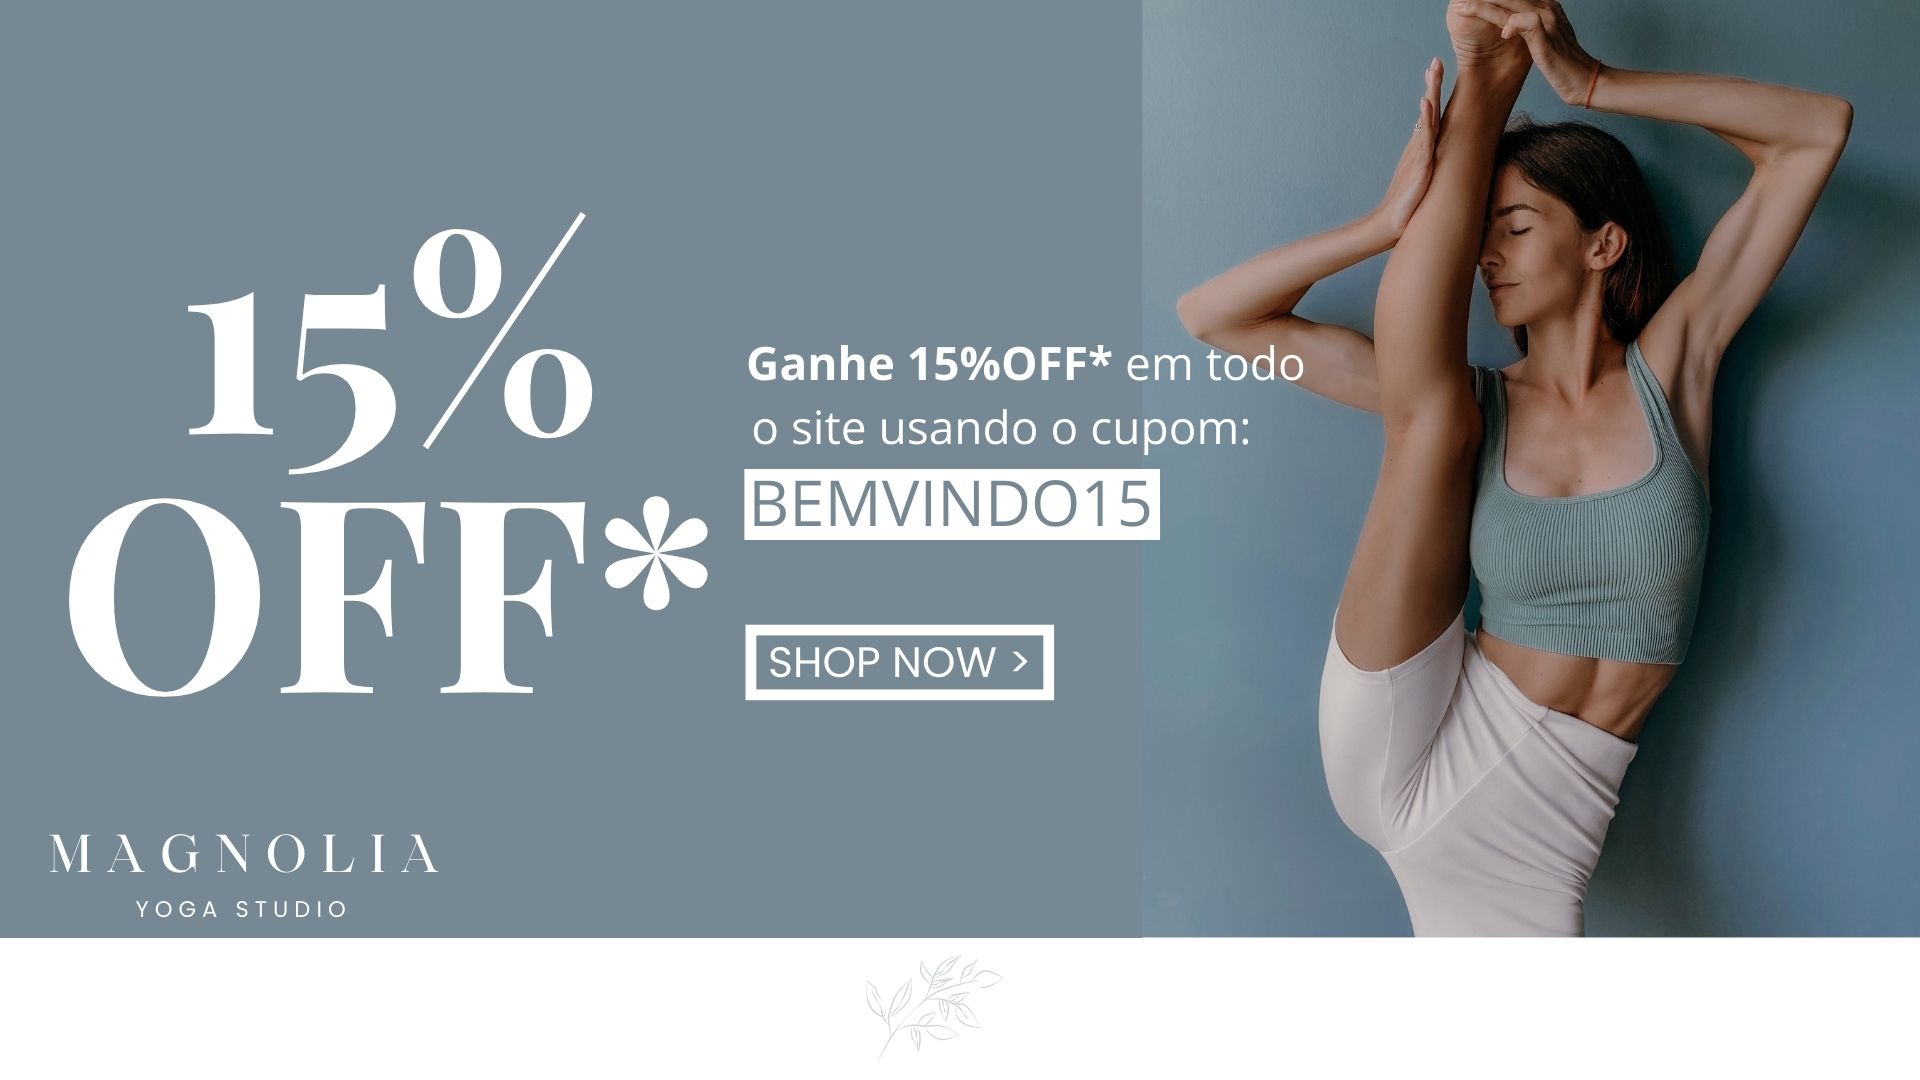 15%
OFF*
Ganhe 15%OFF* em todo
o site usando o cupom:
BEMVINDO15
SHOP NOW >
MAGNOLIA
YOGA STUDIO